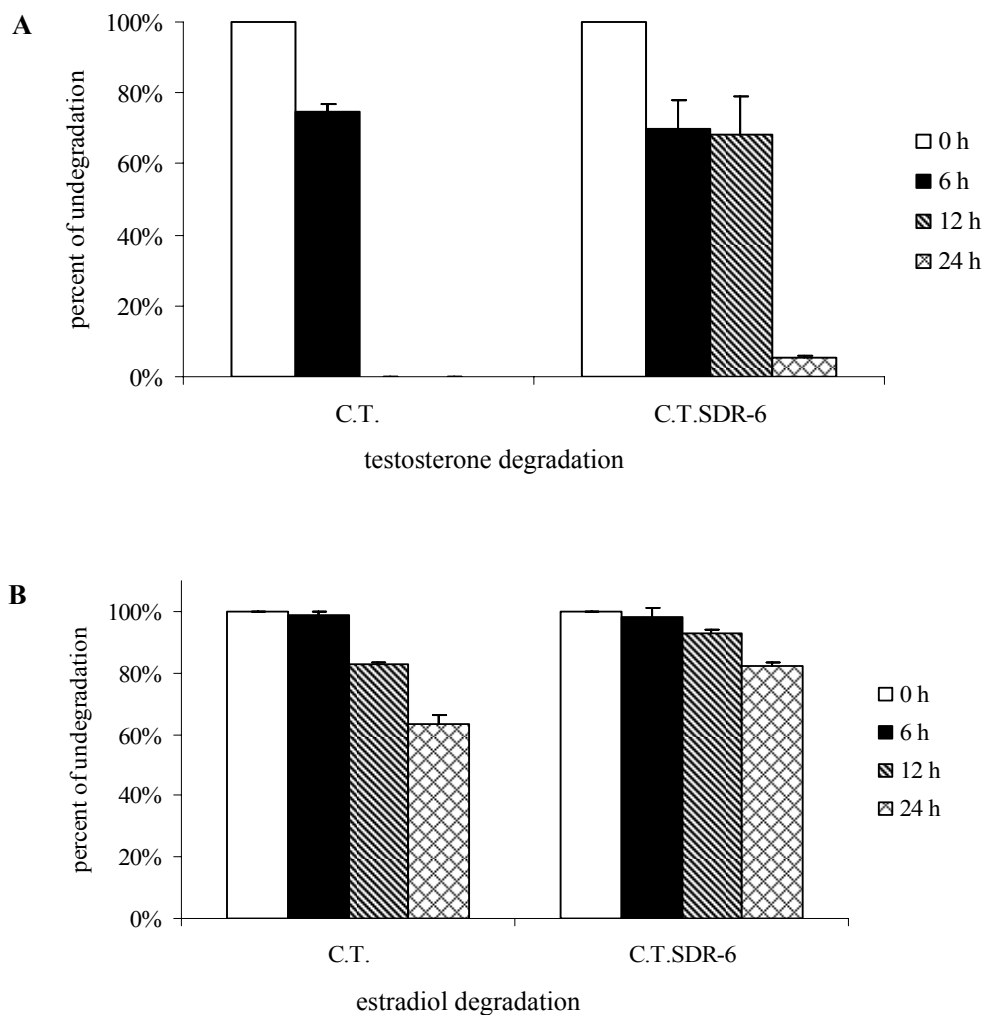 A
percent of undegradation
100%
80%
60%
40%
20%
0%
C.T.
C.T.SDR-6
testosterone degradation
0 h
6 h
12 h
24 h
B
percent of undegradation
100%
80%
60%
40%
20%
0%
C.T.
C.T.SDR-6
estradiol degradation
0 h
6 h
12 h
24 h